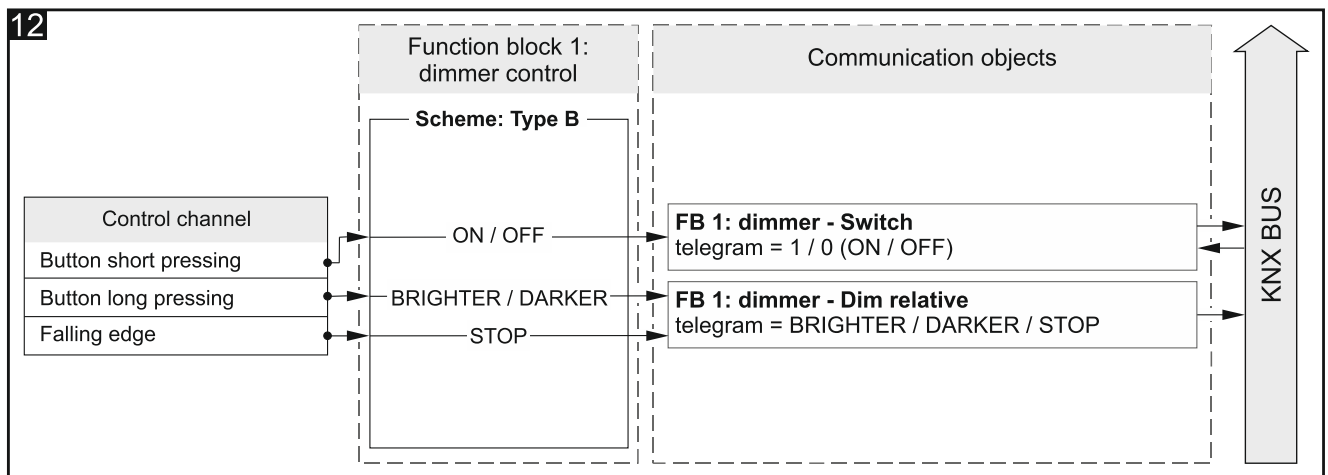 12
Function block 1:
dimmer control
Communication objects
Scheme: Type B
Control channel
Button short pressing
Button long pressing
Falling edge
ON / OFF
BRIGHTER / DARKER
STOP
FB 1: dimmer - Switch
telegram = 1 / 0 (ON / OFF)
FB 1: dimmer - Dim relative
telegram = BRIGHTER / DARKER / STOP
KNX BUS